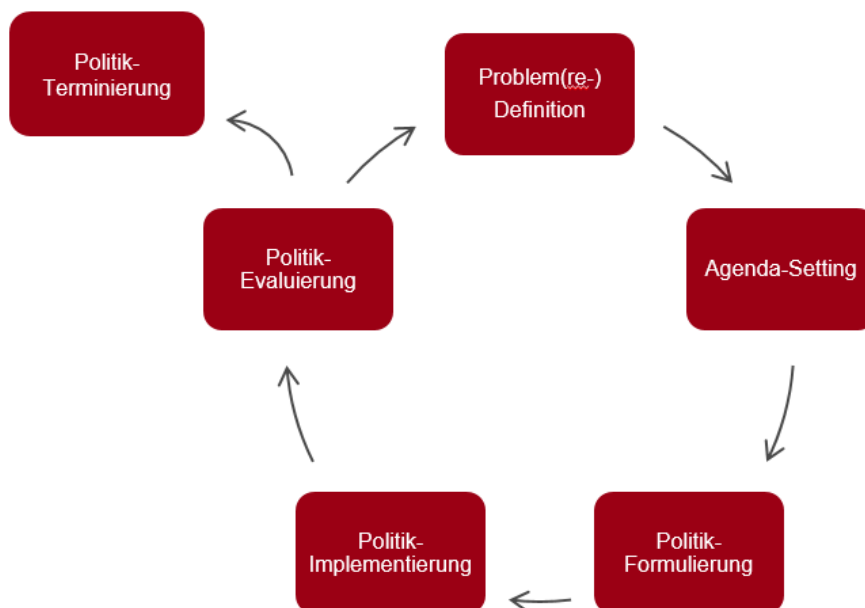 Politik-
Terminierung
Problem(re-)
Definition
Agenda-Setting
Politik-
Formulierung
Politik-
Implementierung
Politik-
Evaluierung